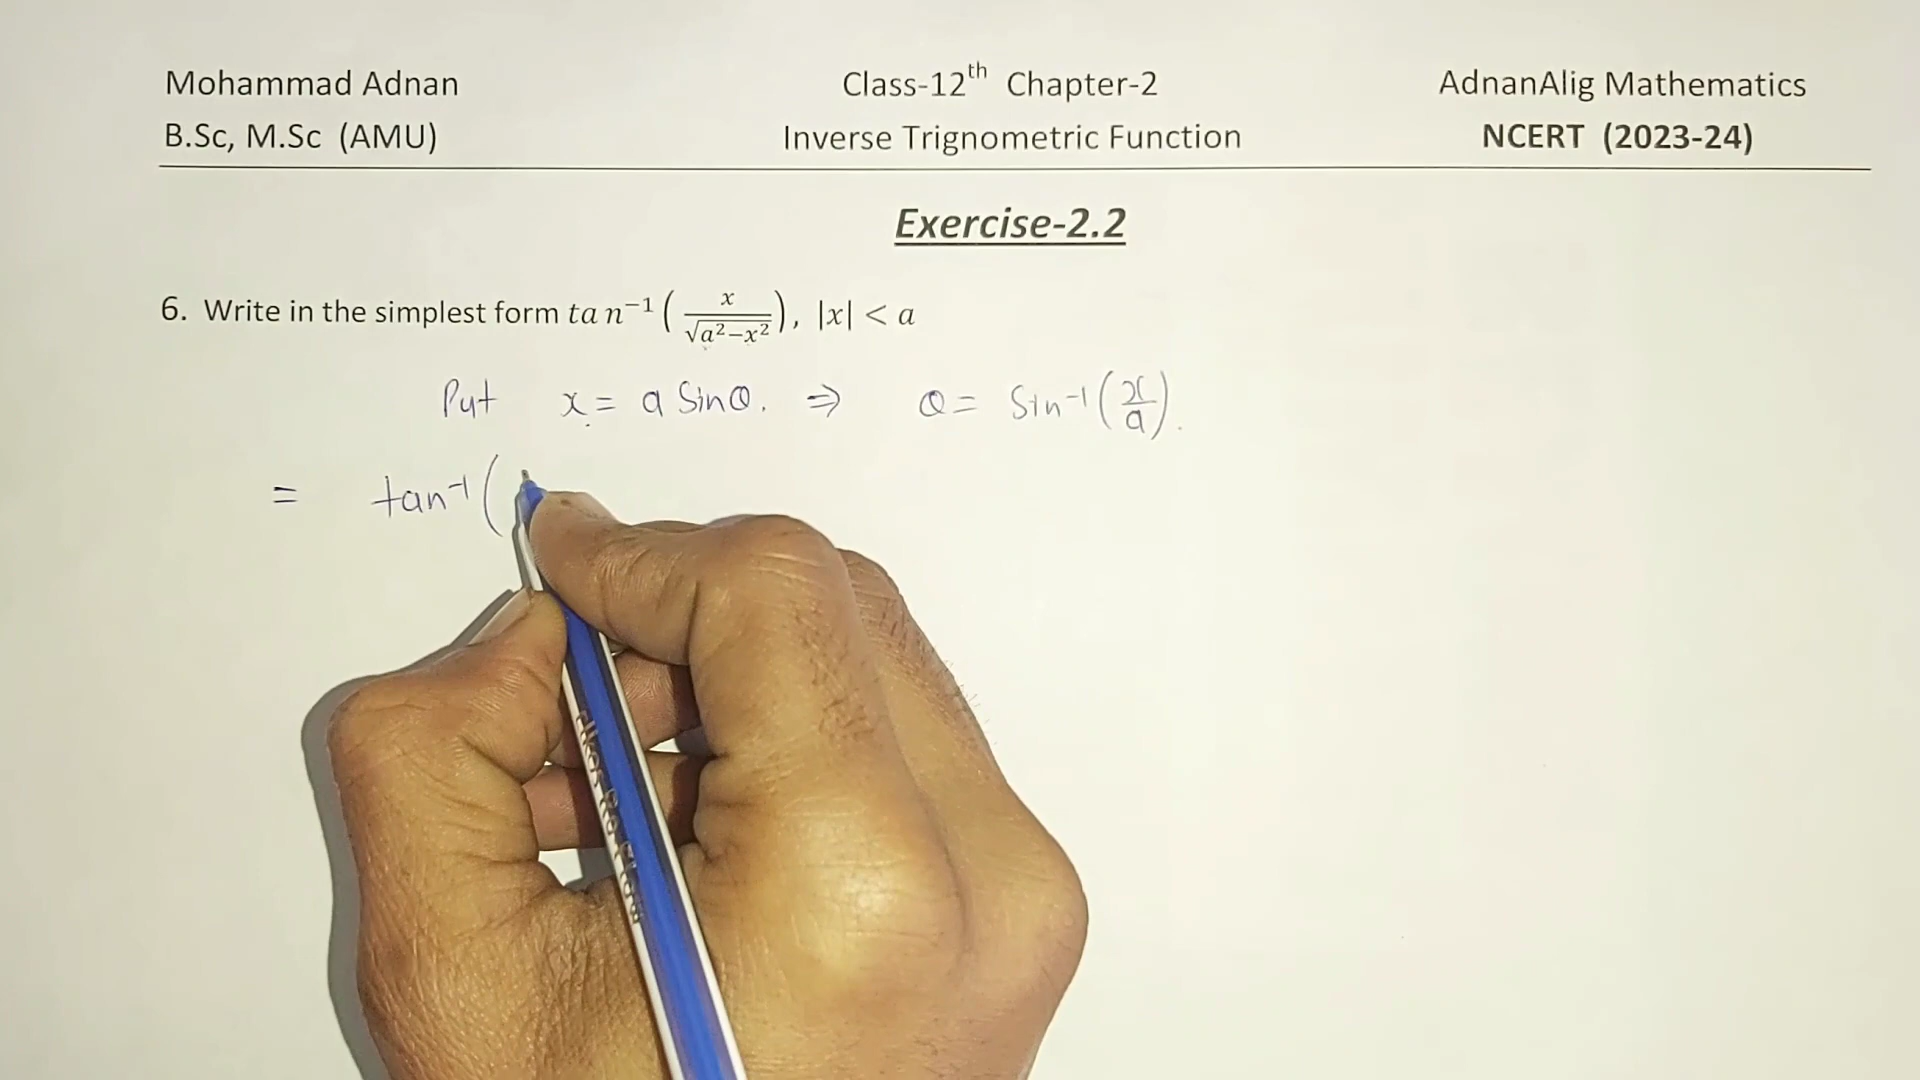 Mohammad Adnan
B.Sc, M.Sc (AMU)
Class-12th Chapter-2
Inverse Trignometric Function
AdnanAlig Mathematics
NCERT (2023-24)
Exercise-2.2
6. Write in the simplest form tan⁻¹(x/√(a²−x²)), |x| < a
Put x = a Sinθ. ⇒ θ = Sin⁻¹(x/a).
= tan⁻¹(